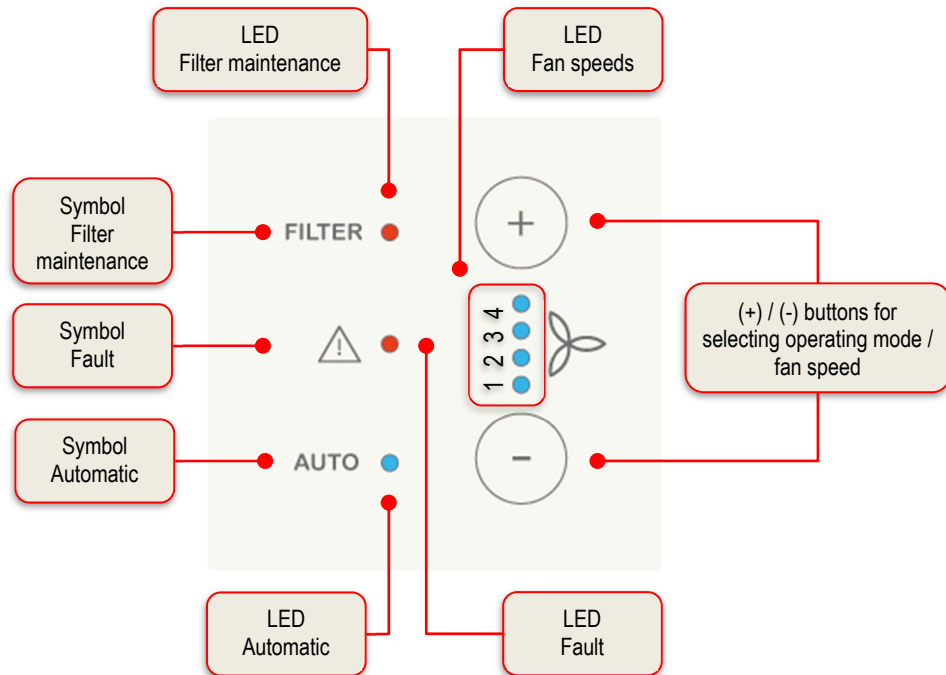 LED
Filter maintenance
LED
Fan speeds
Symbol
Filter
maintenance
FILTER
+
1 2 3 4
(+) / (-) buttons for
selecting operating mode /
fan speed
Symbol
Fault
!
Symbol
Automatic
AUTO
-
LED
Automatic
LED
Fault